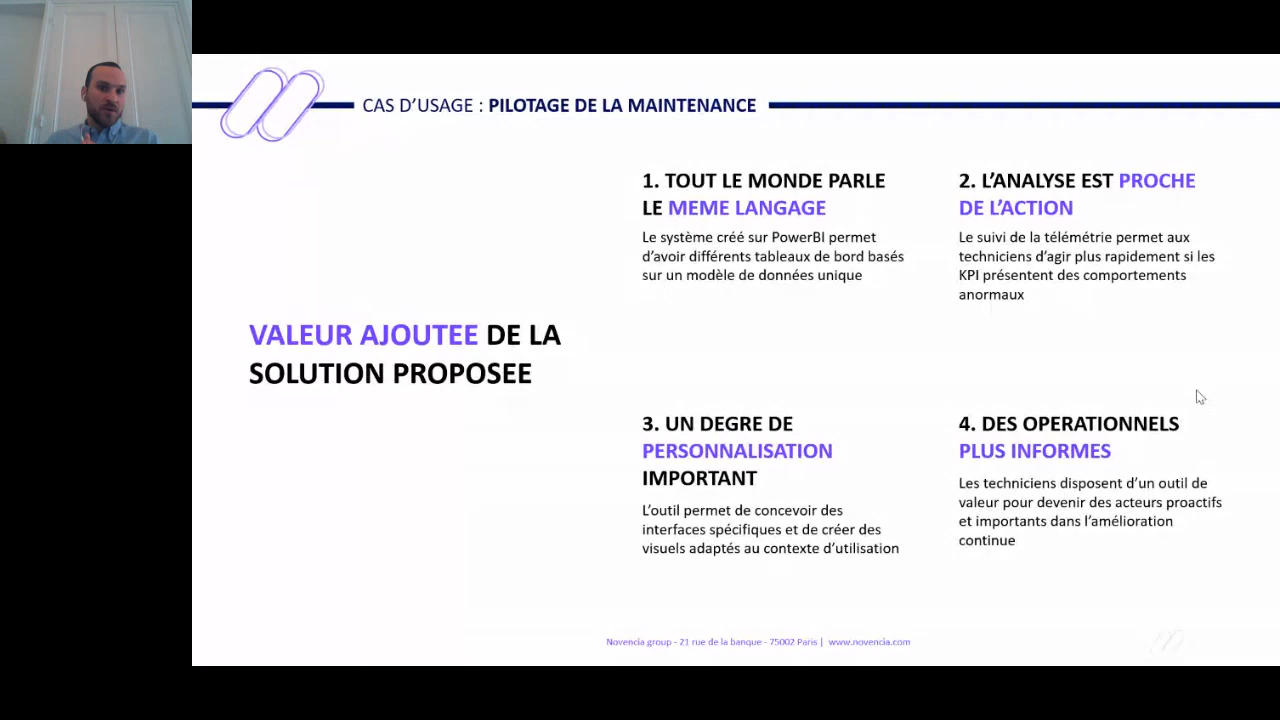 CAS D'USAGE : PILOTAGE DE LA MAINTENANCE
VALEUR AJOUTEE DE LA
SOLUTION PROPOSEE
1. TOUT LE MONDE PARLE
LE MEME LANGAGE
Le système créé sur PowerBI permet
d'avoir différents tableaux de bord basés
sur un modèle de données unique
2. L'ANALYSE EST PROCHE
DE L'ACTION
Le suivi de la télémétrie permet aux
techniciens d'agir plus rapidement si les
KPI présentent des comportements
anormaux
3. UN DEGRE DE
PERSONNALISATION
IMPORTANT
L'outil permet de concevoir des
interfaces spécifiques et de créer des
visuels adaptés au contexte d'utilisation
4. DES OPERATIONNELS
PLUS INFORMES
Les techniciens disposent d'un outil de
valeur pour devenir des acteurs proactifs
et importants dans l'amélioration
continue
Novencia group - 21 rue de la banque - 75002 Paris | www.novencia.com